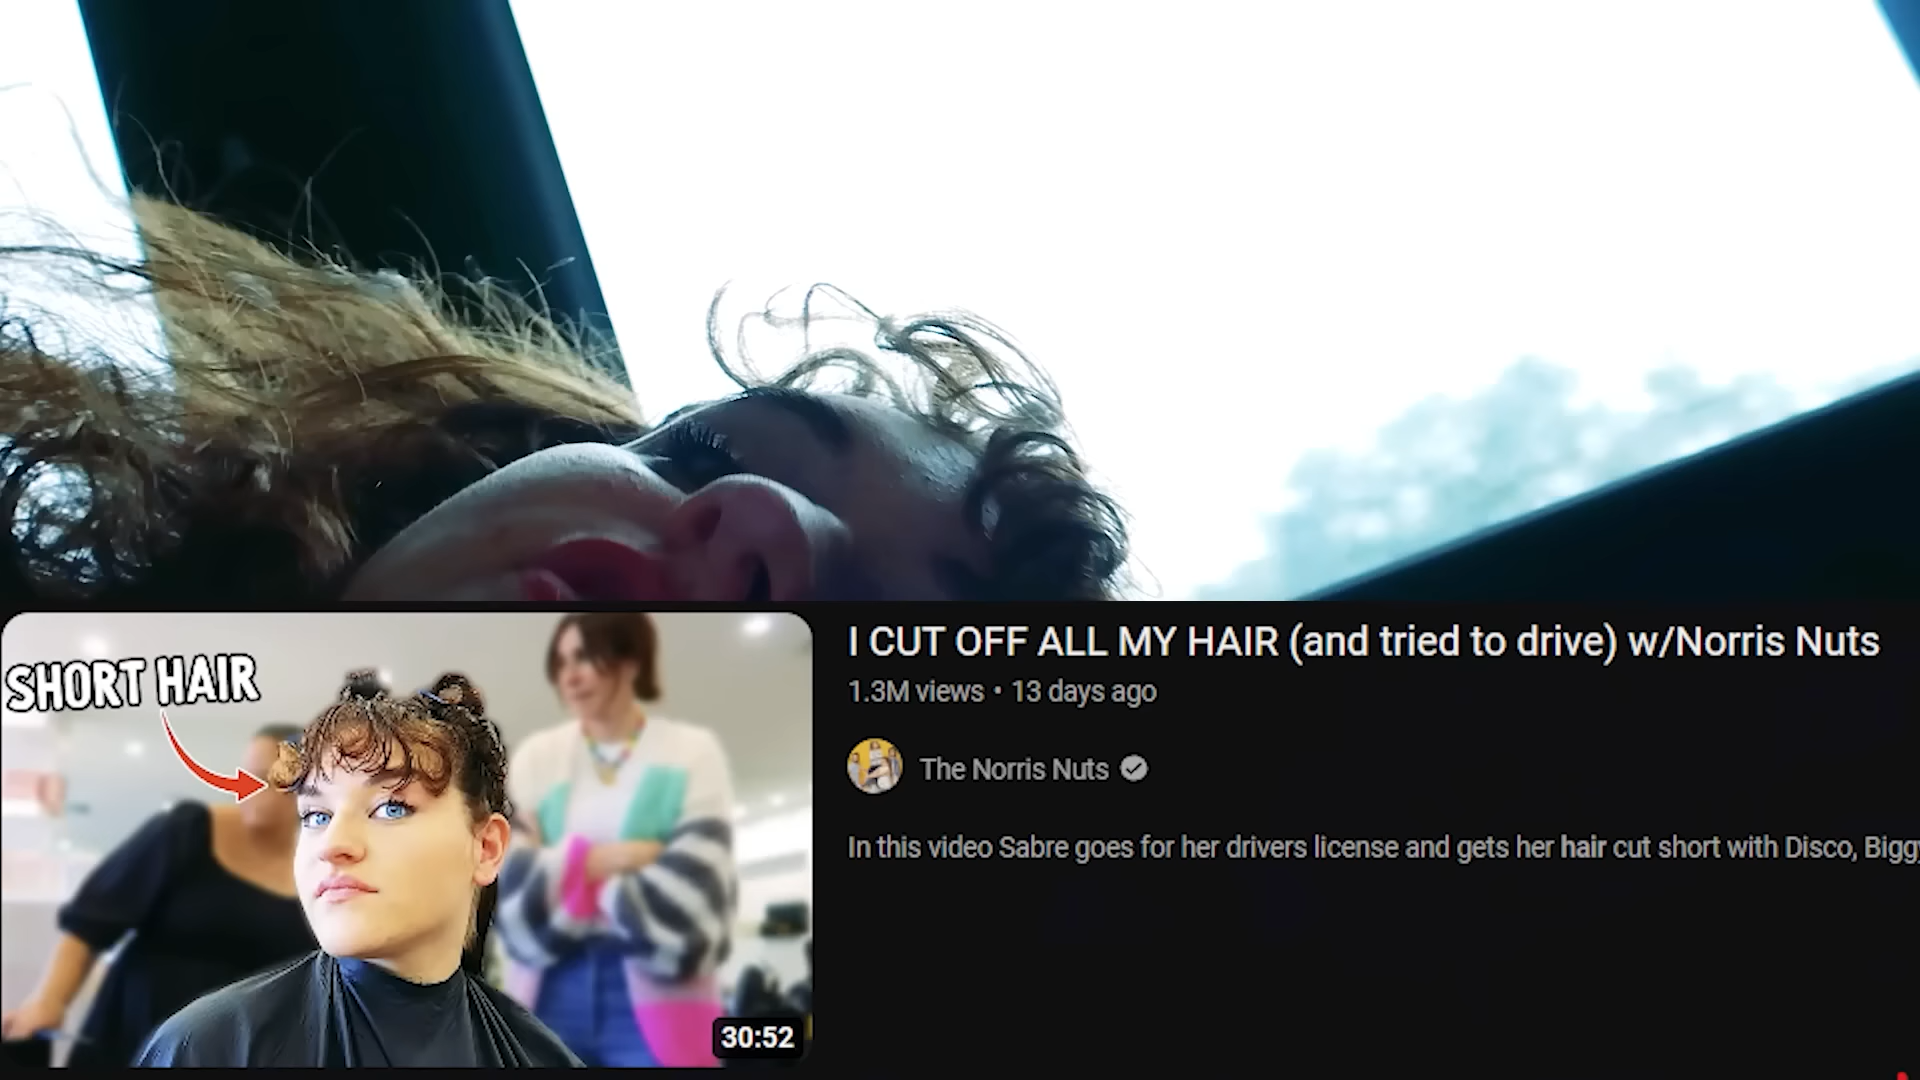 SHORT HAIR
30:52
I CUT OFF ALL MY HAIR (and tried to drive) w/Norris Nuts
1.3M views • 13 days ago
The Norris Nuts
In this video Sabre goes for her drivers license and gets her hair cut short with Disco, Biggy